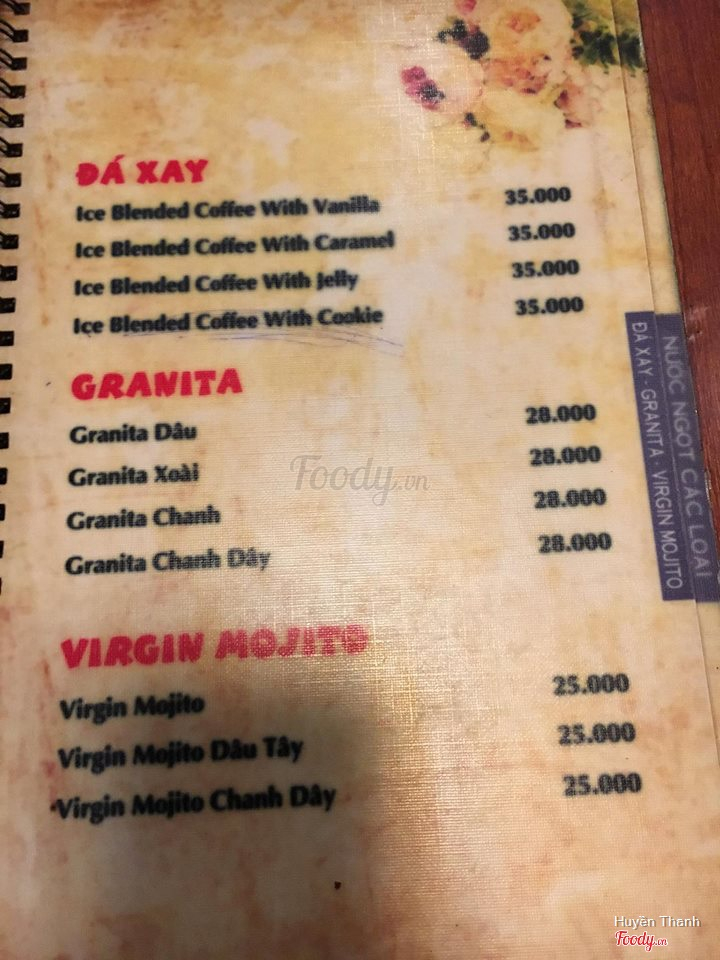 ĐÁ XAY
Ice Blended Coffee With Vanilla 35.000
Ice Blended Coffee With Caramel 35.000
Ice Blended Coffee With Jelly 35.000
Ice Blended Coffee With Cookie 35.000
GRANITA
Granita Dâu 28.000
Granita Xoài 28.000
Granita Chanh 28.000
Granita Chanh Dây 28.000
VIRGIN MOJITO
Virgin Mojito 25.000
Virgin Mojito Dâu Tây 25.000
Virgin Mojito Chanh Dây 25.000
ĐÁ XAY - GRANITA - VIRGIN MOJITO
NƯỚC NGỌT CÁC LOẠI
Foody.vn
Huyền Thanh
Foody.vn